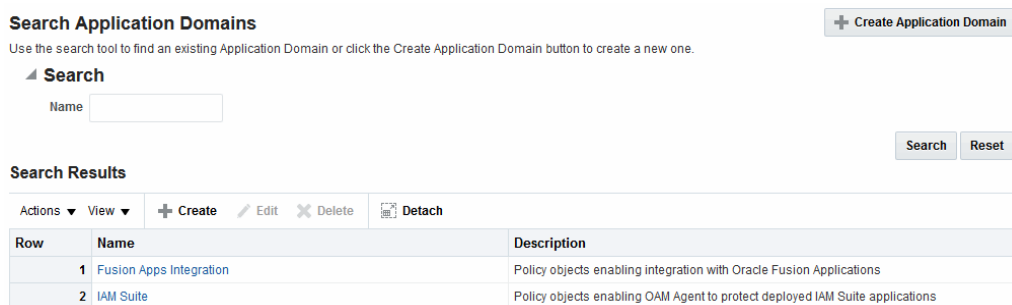 Search Application Domains
Create Application Domain
Use the search tool to find an existing Application Domain or click the Create Application Domain button to create a new one.
Search
Name
Search Reset
Search Results
Actions View Create Edit Delete Detach
Row Name Description
1 Fusion Apps Integration Policy objects enabling integration with Oracle Fusion Applications
2 IAM Suite Policy objects enabling OAM Agent to protect deployed IAM Suite applications